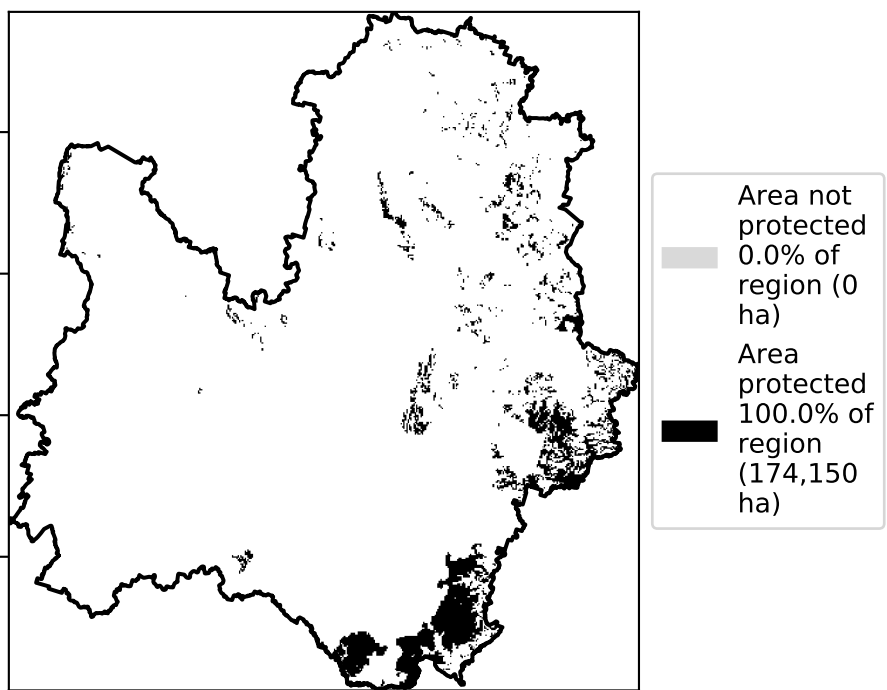 Area not
protected
0.0% of
region (0
ha)
Area
protected
100.0% of
region
(174,150
ha)